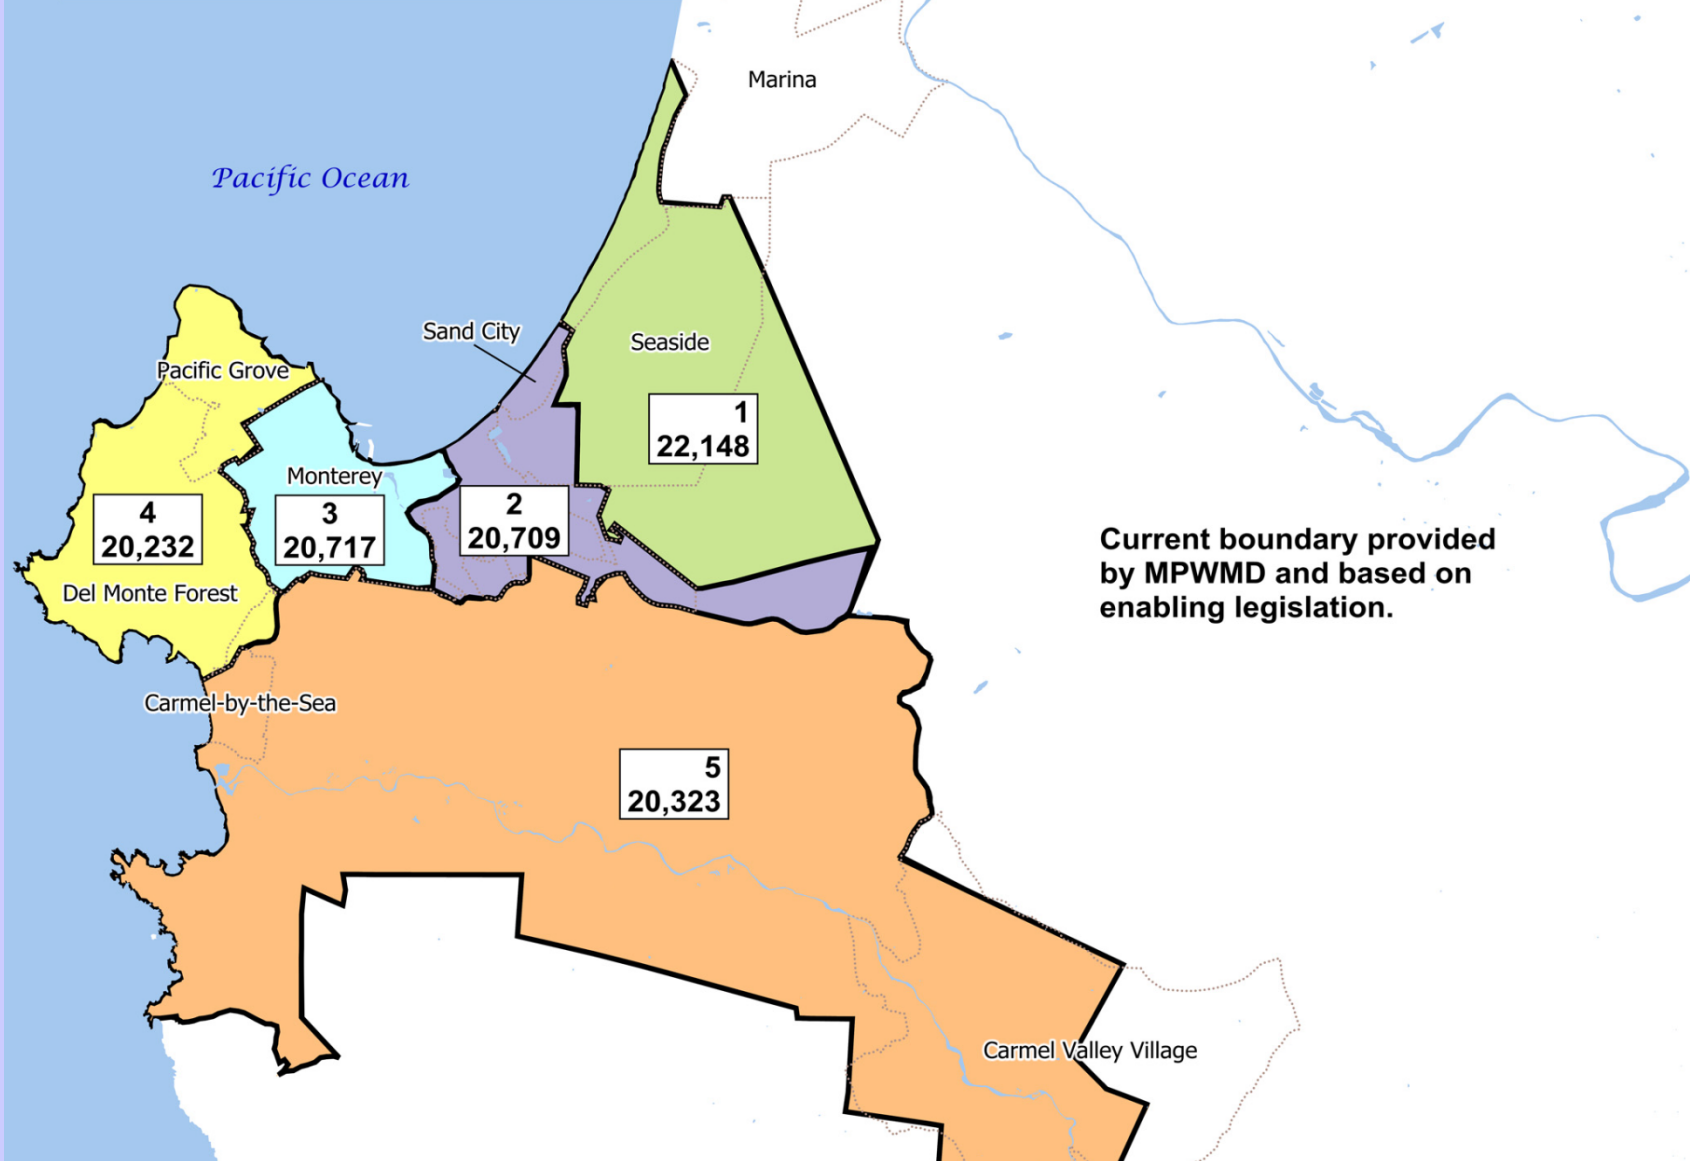 Marina
Pacific Ocean
Sand City
Seaside
Pacific Grove
1
22,148
Monterey
4
20,232
3
20,717
2
20,709
Current boundary provided
by MPWMD and based on
enabling legislation.
Del Monte Forest
Carmel-by-the-Sea
5
20,323
Carmel Valley Village